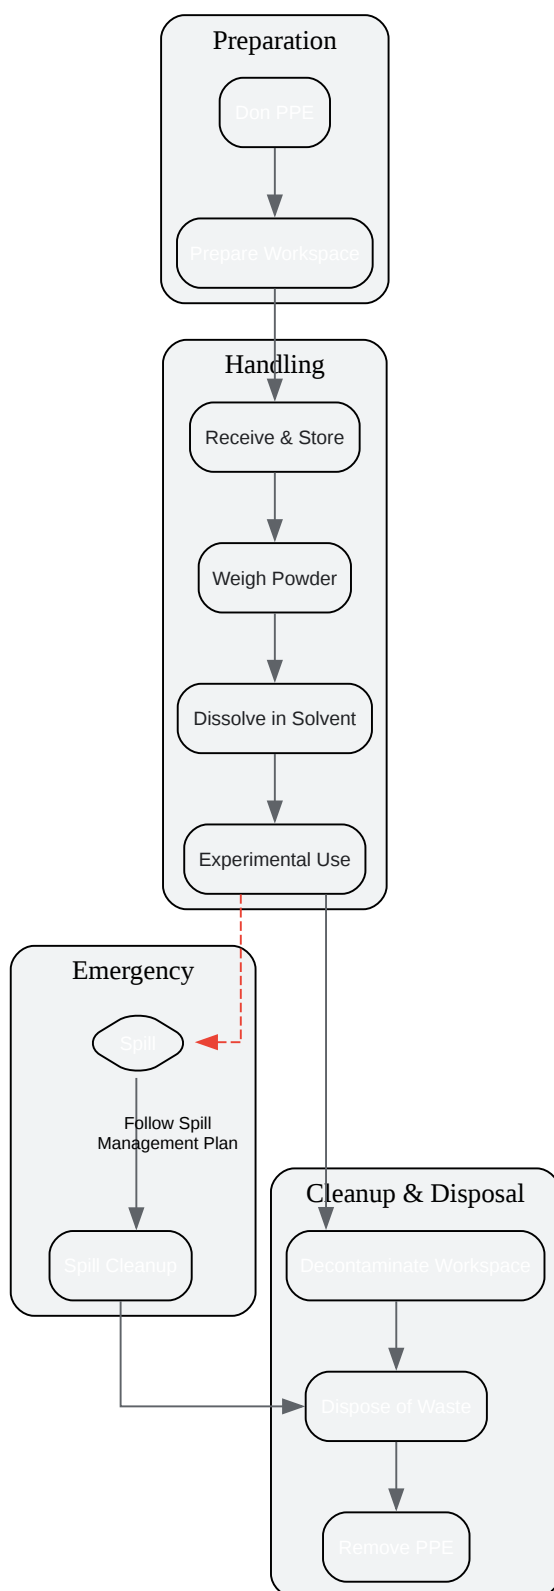 Preparation
Don PPE
Prepare Workspace
Handling
Receive & Store
Weigh Powder
Dissolve in Solvent
Experimental Use
Emergency
Spill
Follow Spill
Management Plan
Spill Cleanup
Cleanup & Disposal
Decontaminate Workspace
Dispose of Waste
Remove PPE